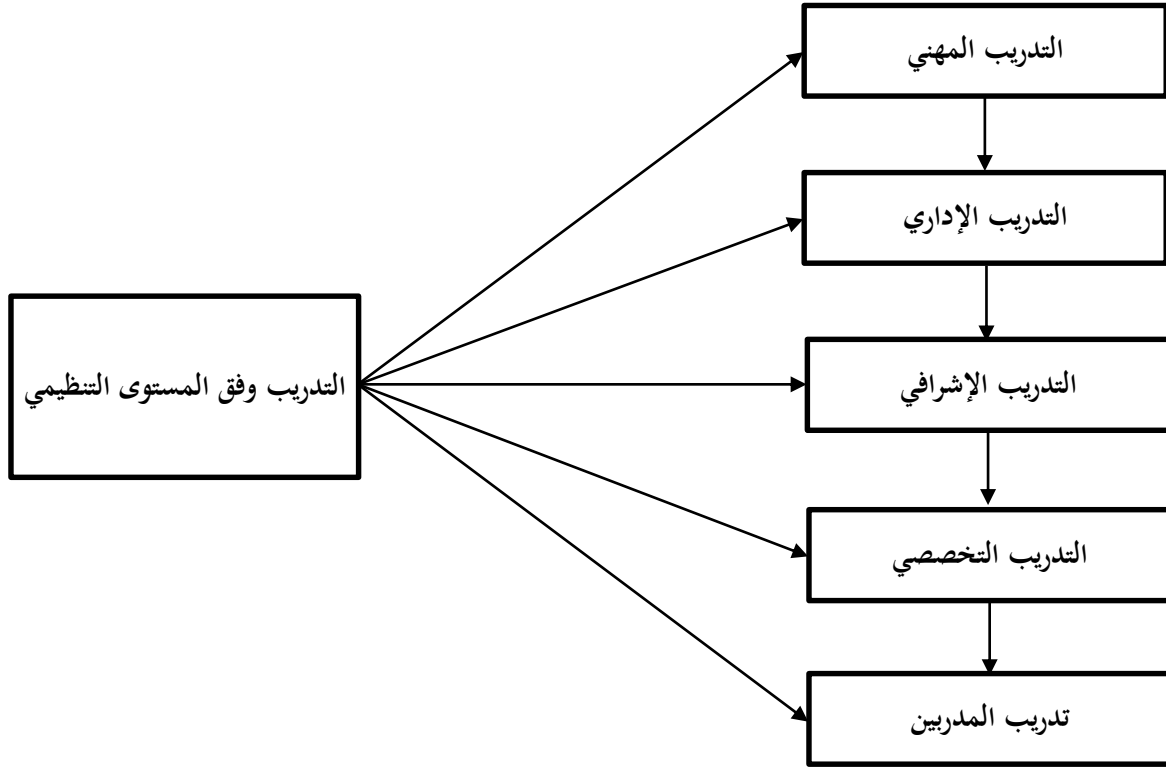 التدريب المهني
التدريب الإداري
التدريب الإشرافي
التدريب وفق المستوى التنظيمي
التدريب التخصصي
تدريب المدربين